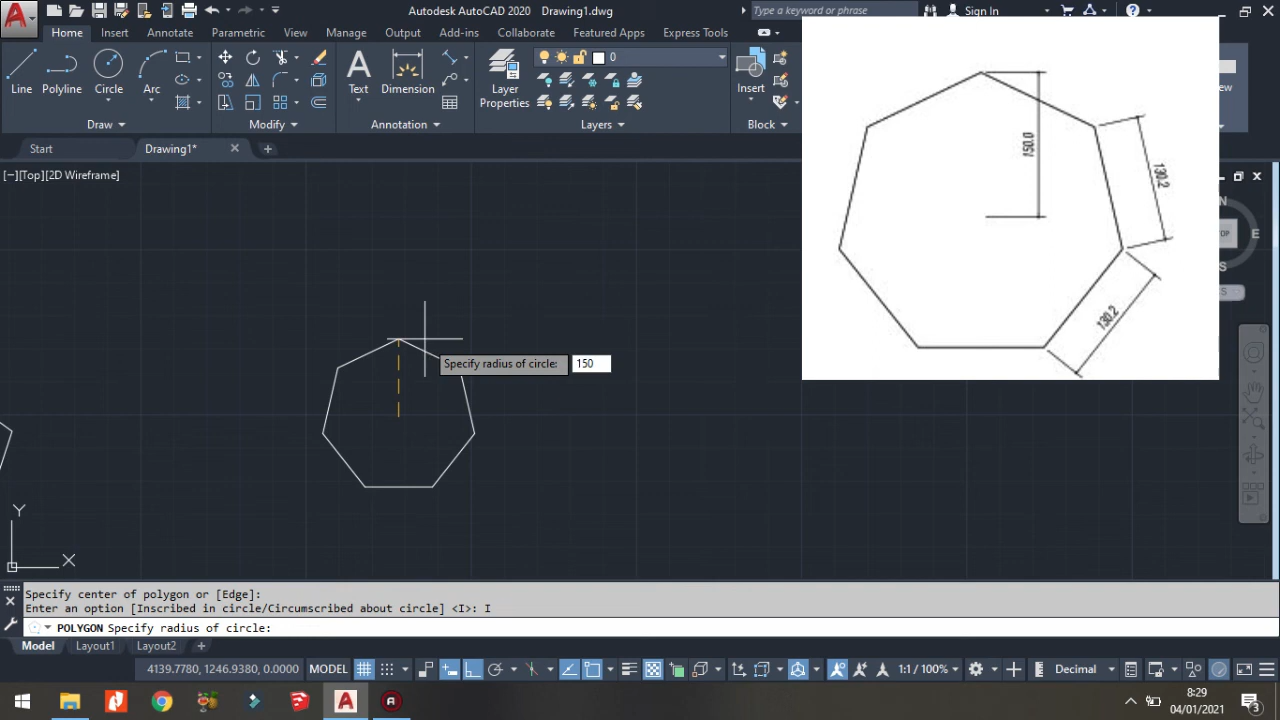 Autodesk AutoCAD 2020 Drawing1.dwg
Type a keyword or phrase
Sign In
Home Insert Annotate Parametric View Manage Output Add-ins Collaborate Featured Apps Express Tools
0
Line Polyline Circle Arc
Text Dimension
Layer
Properties
Insert
Draw Modify Annotation Layers Block
Start Drawing1*
[−][Top][2D Wireframe]
150.0
130.2
130.2
N
E
S
Specify radius of circle: 150
Y
X
Specify center of polygon or [Edge]:
Enter an option [Inscribed in circle/Circumscribed about circle] <I>: I
POLYGON Specify radius of circle:
Model Layout1 Layout2
4139.7780, 1246.9380, 0.0000 MODEL 1:1 / 100% Decimal
8:29
04/01/2021
3